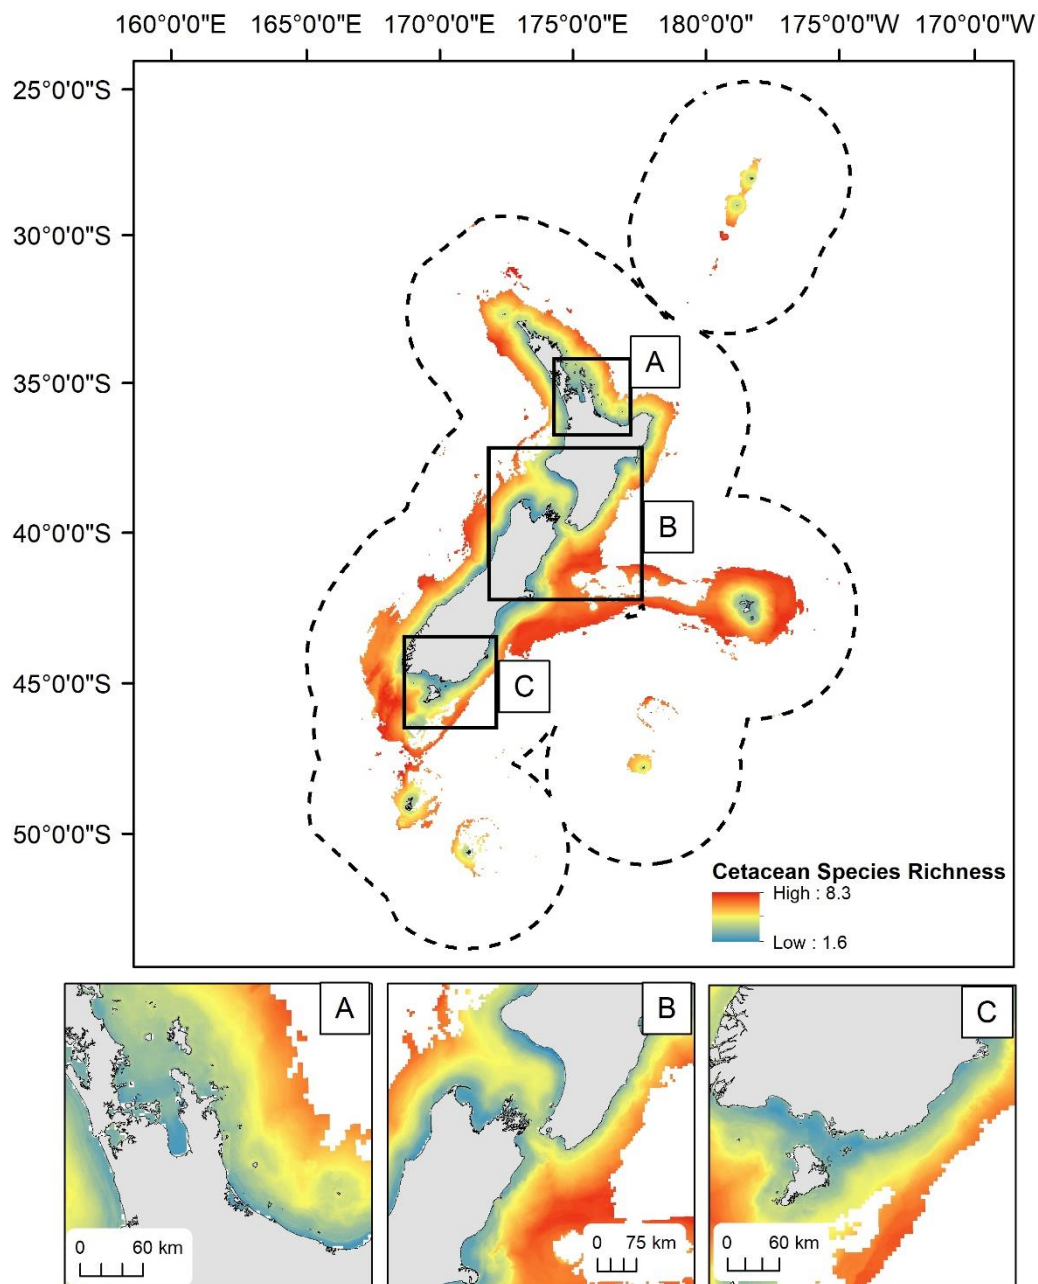 160°0'0"E 165°0'0"E 170°0'0"E 175°0'0"E 180°0'0" 175°0'0"W 170°0'0"W
25°0'0"S
30°0'0"S
35°0'0"S
40°0'0"S
45°0'0"S
50°0'0"S
A
B
C
Cetacean Species Richness
High : 8.3
Low : 1.6
A
0 60 km
B
0 75 km
C
0 60 km